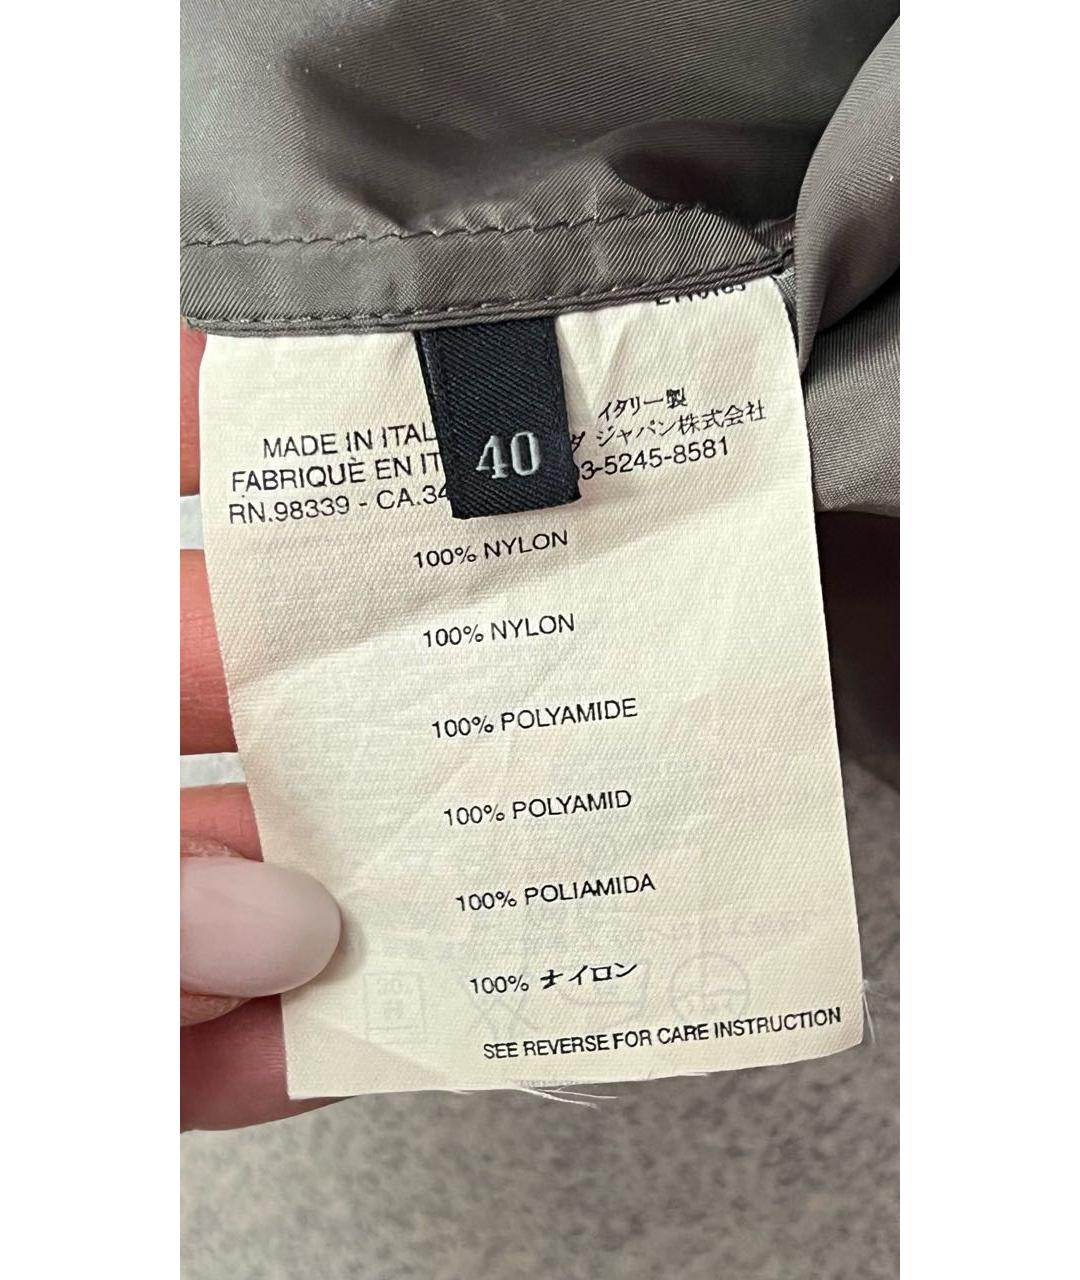 イタリー製
MADE IN ITAL
ダ ジャパン株式会社
FABRIQUÈ EN IT
3-5245-8581
RN.98339 - CA.34
40
100% NYLON
100% NYLON
100% POLYAMIDE
100% POLYAMID
100% POLIAMIDA
100% ナイロン
SEE REVERSE FOR CARE INSTRUCTION